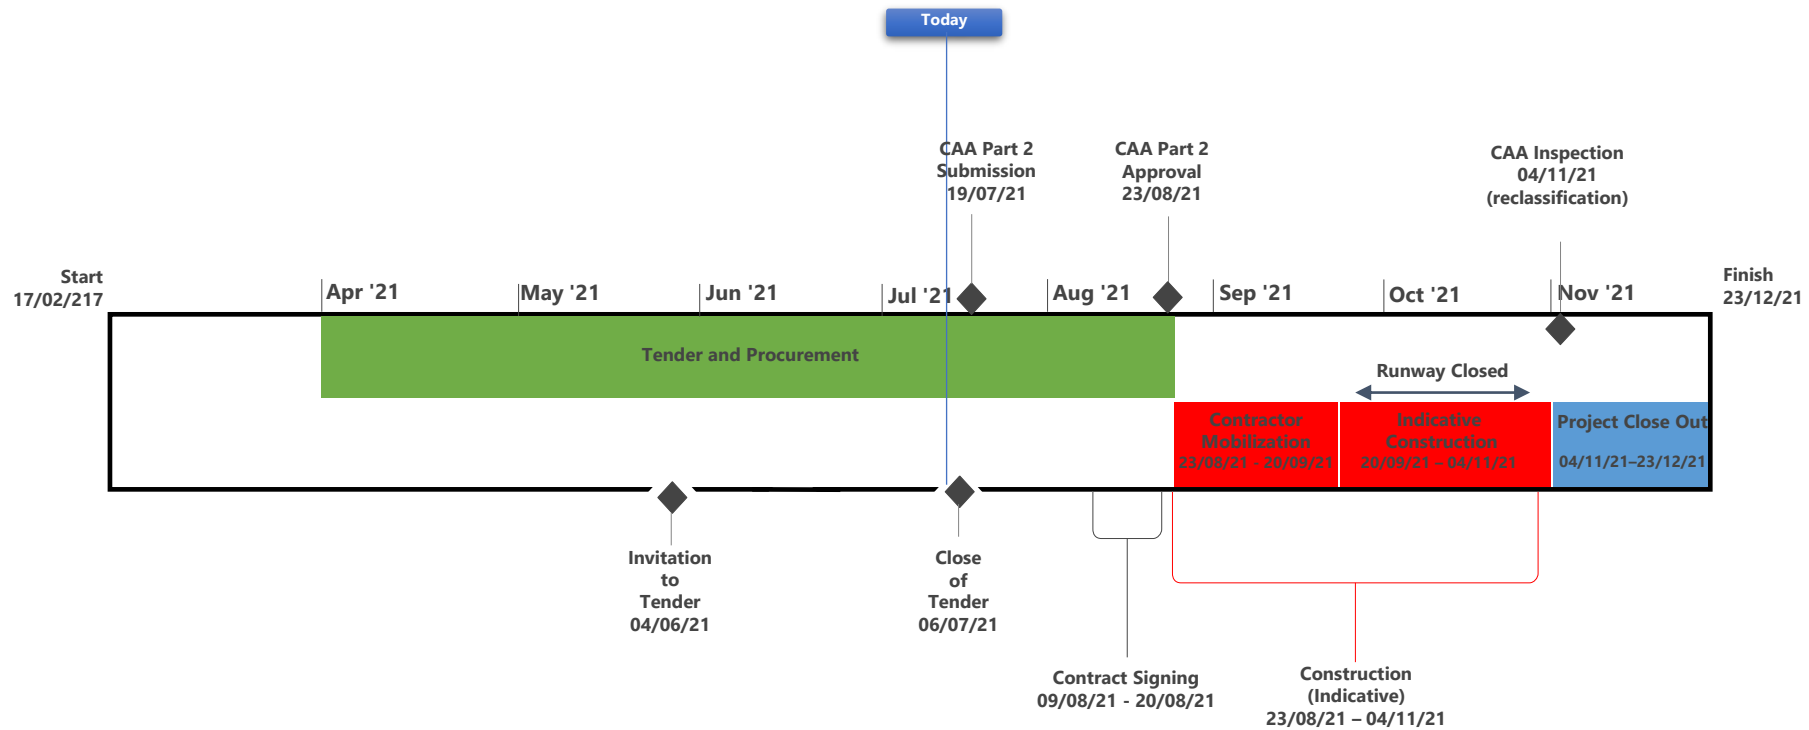 Today
CAA Part 2
Submission
19/07/21
CAA Part 2
Approval
23/08/21
CAA Inspection
04/11/21
(reclassification)
Start
17/02/217
Apr '21
May '21
Jun '21
Jul '21
Aug '21
Sep '21
Oct '21
Nov '21
Finish
23/12/21
Tender and Procurement
Runway Closed
Contractor
Mobilization
23/08/21 - 20/09/21
Indicative
Construction
20/09/21 – 04/11/21
Project Close Out
04/11/21–23/12/21
Invitation
to
Tender
04/06/21
Close
of
Tender
06/07/21
Contract Signing
09/08/21 - 20/08/21
Construction
(Indicative)
23/08/21 – 04/11/21